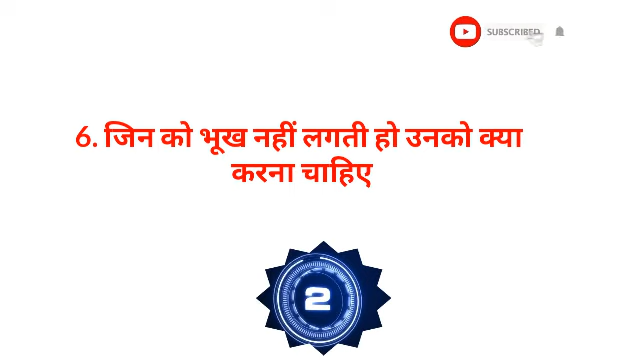 SUBSCRIBED
6. जिन को भूख नहीं लगती हो उनको क्या
करना चाहिए
2